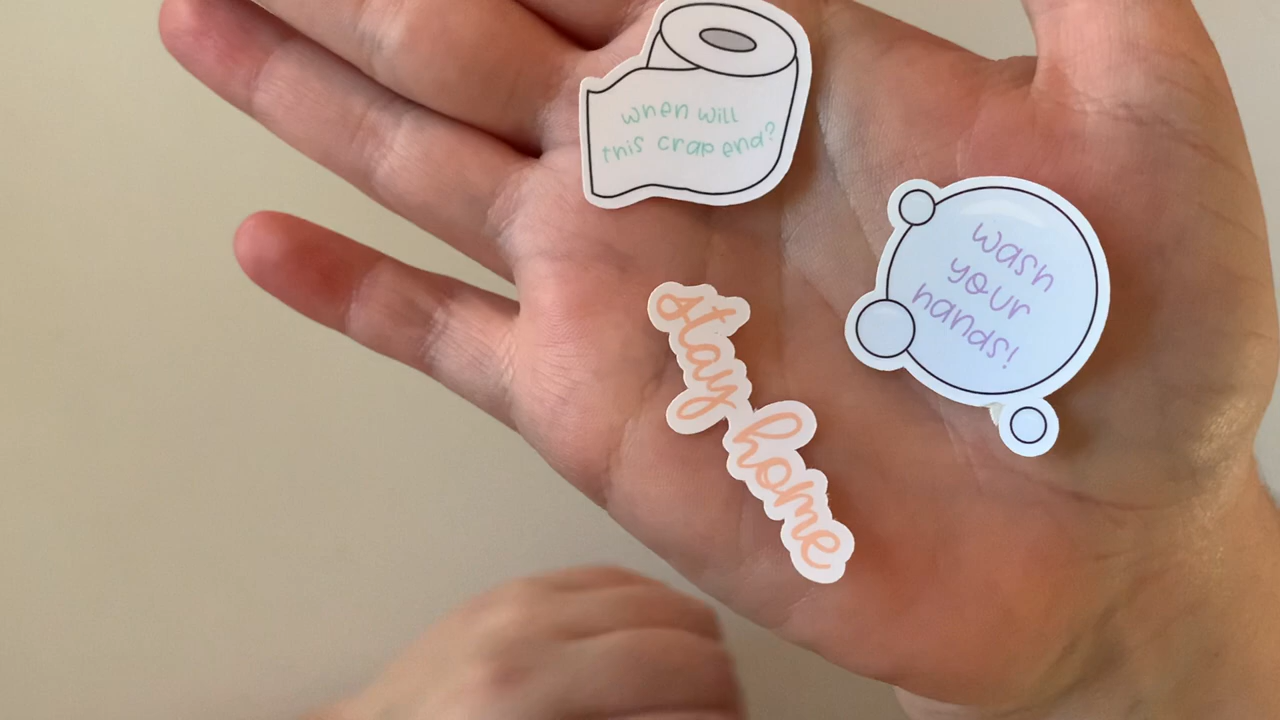 when will
this crap end?
wash
your
hands!
stay
home